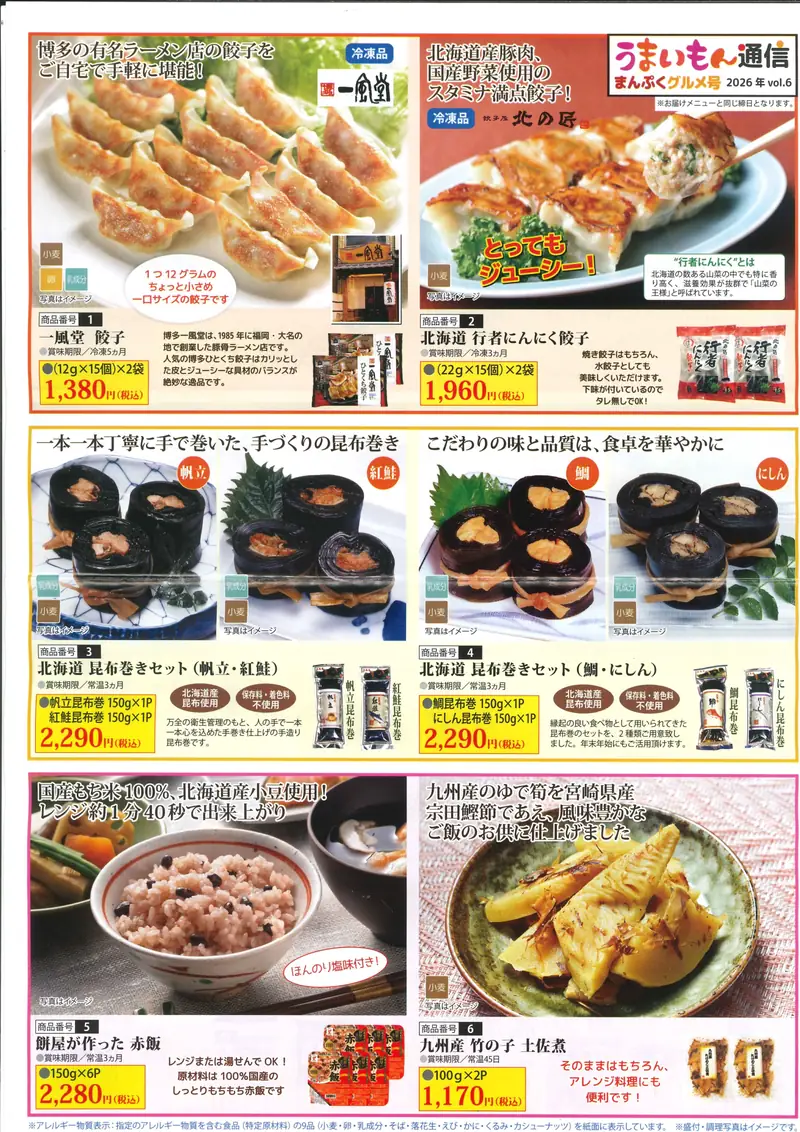 うまいもん通信
まんぷくグルメ号 2026年 vol.6
※お届けメニューと同じ締日となります。
博多の有名ラーメン店の餃子を
ご自宅で手軽に堪能!
冷凍品
一風堂
小麦
卵
乳成分
写真はイメージ
1つ12グラムの
ちょっと小さめ
一口サイズの餃子です
商品番号 1
一風堂 餃子
●賞味期限/冷凍5ヵ月
●(12g×15個)×2袋
1,380円(税込)
博多一風堂は、1985年に福岡・大名の
地で創業した豚骨ラーメン店です。
人気の博多ひとくち餃子はカリッとし
た皮とジューシーな具材のバランスが
絶妙な逸品です。
北海道産豚肉、
国産野菜使用の
スタミナ満点餃子!
冷凍品
餃子屋 北の匠
とっても
ジューシー!
小麦
写真はイメージ
“行者にんにく”とは
北海道の数ある山菜の中でも特に香
り高く、滋養効果が抜群で「山菜の
王様」と呼ばれています。
商品番号 2
北海道 行者にんにく餃子
●賞味期限/冷凍3ヵ月
●(22g×15個)×2袋
1,960円(税込)
焼き餃子はもちろん、
水餃子としても
美味しくいただけます。
下味が付いているので
タレ無しでOK!
行者にんにく
行者にんにく
一本一本丁寧に手で巻いた、手づくりの昆布巻き
帆立
紅鮭
乳成分
小麦
写真はイメージ
小麦
写真はイメージ
商品番号 3
北海道 昆布巻きセット(帆立・紅鮭)
●賞味期限/常温3ヵ月
●帆立昆布巻 150g×1P
紅鮭昆布巻 150g×1P
2,290円(税込)
北海道産
昆布使用
保存料・着色料
不使用
万全の衛生管理のもと、人の手で一本
一本心を込めた手巻き仕上げの手造り
昆布巻です。
帆立昆布巻
紅鮭昆布巻
こだわりの味と品質は、食卓を華やかに
鯛
にしん
乳成分
小麦
写真はイメージ
乳成分
小麦
写真はイメージ
商品番号 4
北海道 昆布巻きセット(鯛・にしん)
●賞味期限/常温3ヵ月
●鯛昆布巻 150g×1P
にしん昆布巻 150g×1P
2,290円(税込)
北海道産
昆布使用
保存料・着色料
不使用
縁起の良い食べ物として用いられてきた
昆布巻のセットを、2種類ご用意致し
ました。年末年始にもご活用頂けます。
鯛昆布巻
にしん昆布巻
国産もち米100%、北海道産小豆使用!
レンジ約1分40秒で出来上がり
ほんのり塩味付き!
写真はイメージ
商品番号 5
餅屋が作った 赤飯
●賞味期限/常温3ヵ月
●150g×6P
2,280円(税込)
レンジまたは湯せんでOK!
原材料は100%国産の
しっとりもちもち赤飯です
赤飯
九州産のゆで筍を宮崎県産
宗田鰹節であえ、風味豊かな
ご飯のお供に仕上げました
小麦
写真はイメージ
商品番号 6
九州産 竹の子 土佐煮
●賞味期限/常温45日
●100g×2P
1,170円(税込)
そのままはもちろん、
アレンジ料理にも
便利です!
※アレルギー物質表示:指定のアレルギー物質を含む食品(特定原材料)の9品(小麦・卵・乳成分・そば・落花生・えび・かに・くるみ・カシューナッツ)を紙面に表示しています。 ※盛付・調理写真はイメージです。